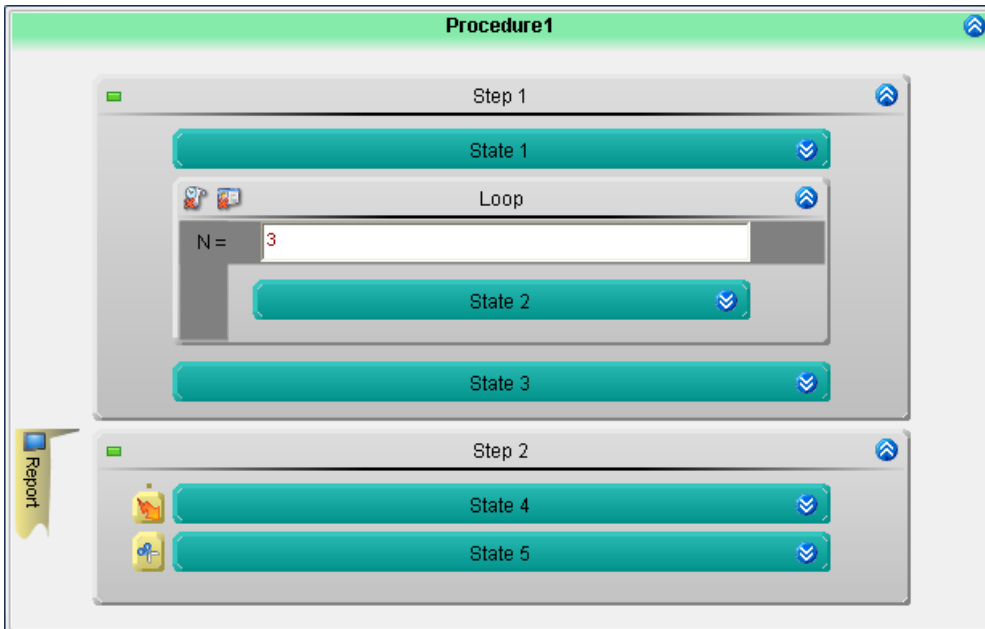 Procedure1
Step 1
State 1
Loop
N = 3
State 2
State 3
Report
Step 2
State 4
State 5